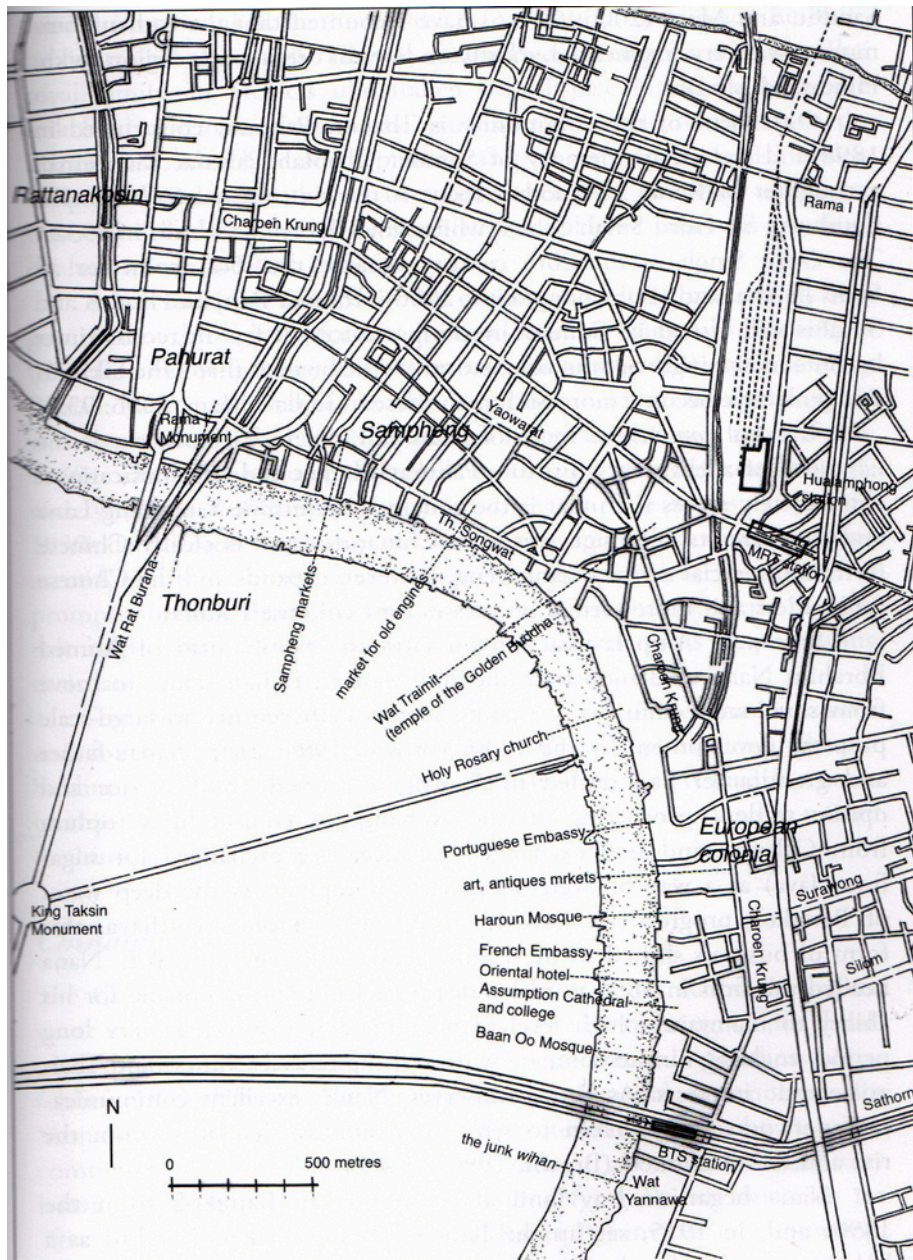 Rama I
Rattanakosin
Charoen Krung
Pahurat
Rama I
Monument
Sampheng
Yaowarat
Hualamphong
station
Th. Songwat
MRT station
Wat Rat Burana
Thonburi
Sampheng markets
market for old engines
Wat Traimit
(temple of the Golden Buddha)
Charoen Krung
Holy Rosary church
Portuguese Embassy
European
colonial
art, antiques mrkets
Surawong
King Taksin
Monument
Haroun Mosque
Charoen Krung
French Embassy
Silom
Oriental hotel
Assumption Cathedral
and college
Baan Oo Mosque
Sathorn
N
0
500 metres
the junk wihan
BTS station
Wat
Yannawa